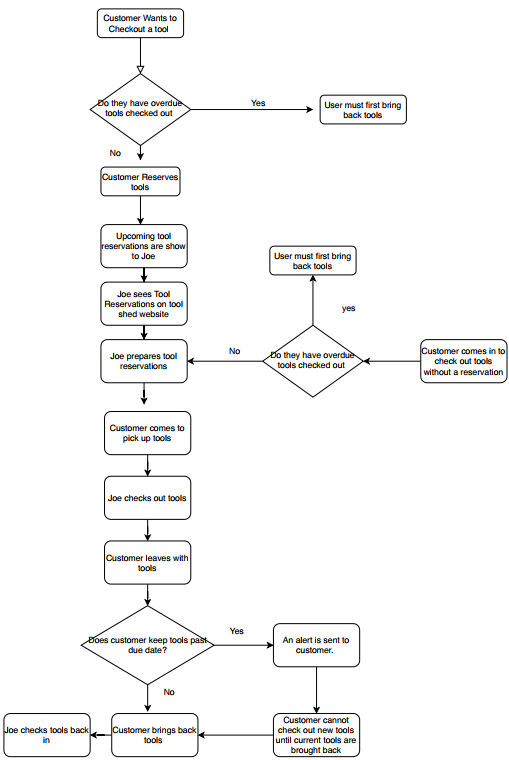 Customer Wants to
Checkout a tool
Do they have overdue
tools checked out
Yes
User must first bring
back tools
No
Customer Reserves
tools
Upcoming tool
reservations are show
to Joe
User must first bring
back tools
Joe sees Tool
Reservations on tool
shed website
yes
Joe prepares tool
reservations
No
Do they have overdue
tools checked out
Customer comes in to
check out tools
without a reservation
Customer comes to
pick up tools
Joe checks out tools
Customer leaves with
tools
Does customer keep tools past
due date?
Yes
An alert is sent to
customer.
No
Joe checks tools back
in
Customer brings back
tools
Customer cannot
check out new tools
until current tools are
brought back